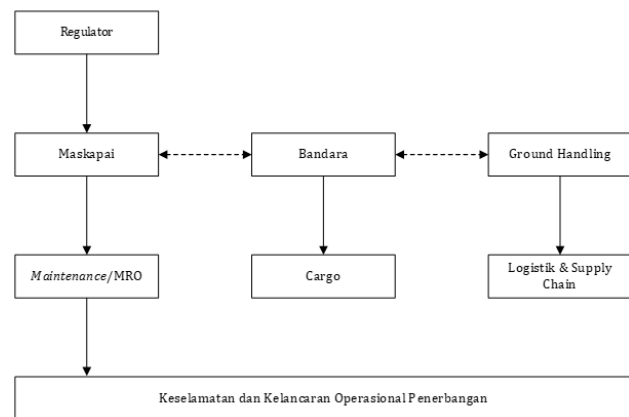 Regulator
Maskapai
Bandara
Ground Handling
Maintenance/MRO
Cargo
Logistik & Supply
Chain
Keselamatan dan Kelancaran Operasional Penerbangan